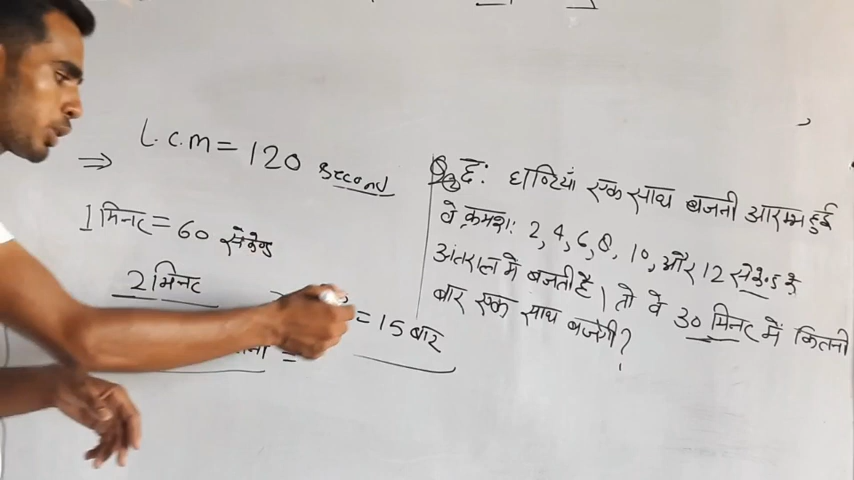 L.C.M = 120 second
⇒
1 मिनट = 60 सेकेण्ड
2 मिनट
= 15 बार
Q. छ: घण्टियां एक साथ बजनी आरम्भ हुई
वे क्रमश: 2, 4, 6, 8, 10, और 12 सेकेण्ड के
अंतराल में बजती है। तो वे 30 मिनट में कितनी
बार एक साथ बजेंगी?